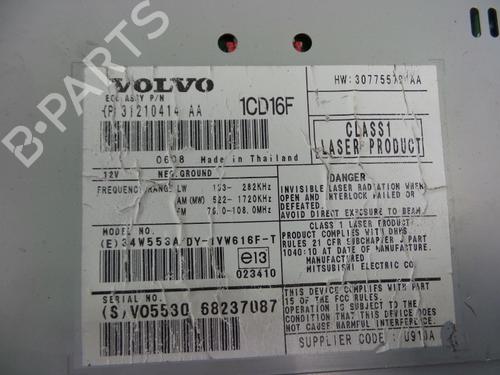 VOLVO
ECU ASSY P/N
(P)31210414 AA
1CD16F
HW:30775579 AA
0608 Made in Thailand
CLASS1
LASER PRODUCT
12V NEG.GROUND
FREQUENCY RANGE LW 153- 282KHz
AM(MW) 522- 1720KHz
FM 76.0-108.0MHz
DANGER
INVISIBLE LASER RADIATION WHEN
OPEN AND INTERLOCK FAILED OR
DEFEATED.
AVOID DIRECT EXPOSURE TO BEAM
MODEL NO.
(E)34W553A/DY-1VW616F-T
e13
023410
CLASS 1 LASER PRODUCT
PRODUCT COMPLIES WITH DHHS
RULES 21 CFR SUBCHAPTER J PART
1040:10 AT DATE OF MANUFACTURE.
MANUFACTURED
MITSUBISHI ELECTRIC CO.
SERIAL NO.
(S)VO5530 68237087
THIS DEVICE COMPLIES WITH PART
15 OF THE FCC RULES.
OPERATION IS SUBJECT TO THE
CONDITION THAT THIS DEVICE DOES
NOT CAUSE HARMFUL INTERFERENCE.
SUPPLIER CODE: U91DA
B-PARTS